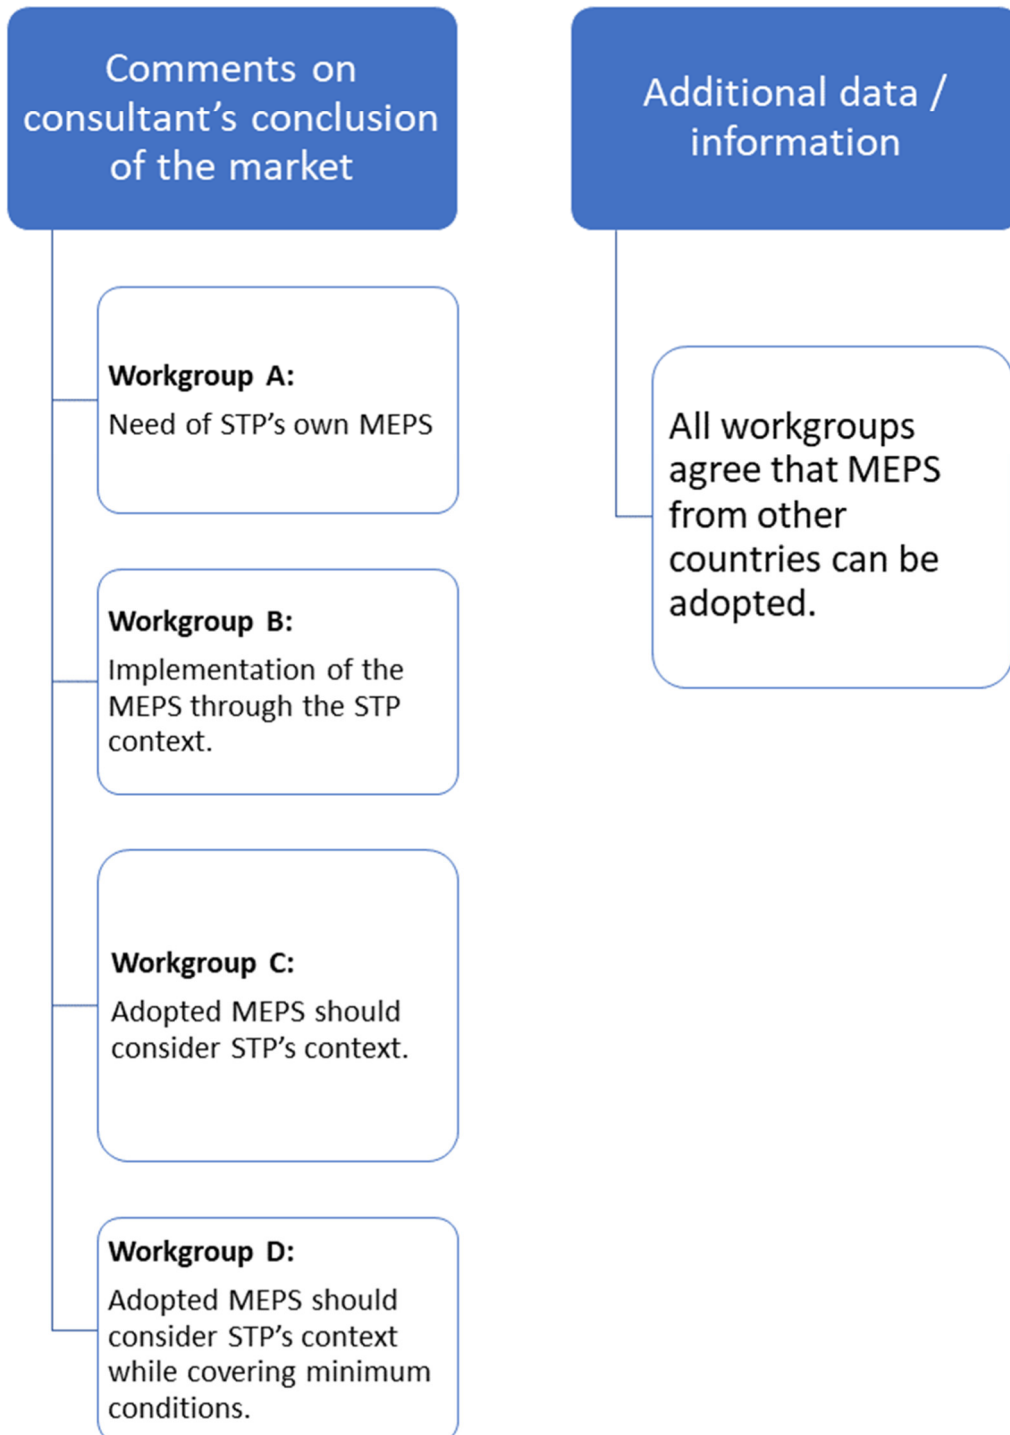 Comments on
consultant’s conclusion
of the market
Workgroup A:
Need of STP’s own MEPS
Workgroup B:
Implementation of the
MEPS through the STP
context.
Workgroup C:
Adopted MEPS should
consider STP’s context.
Workgroup D:
Adopted MEPS should
consider STP’s context
while covering minimum
conditions.
Additional data /
information
All workgroups
agree that MEPS
from other
countries can be
adopted.